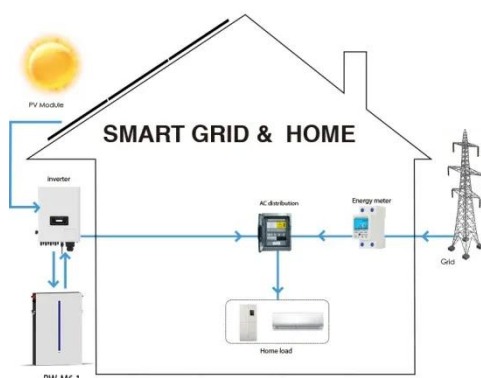 PV Module
SMART GRID & HOME
Inverter
AC distribution
Energy meter
Grid
Home load